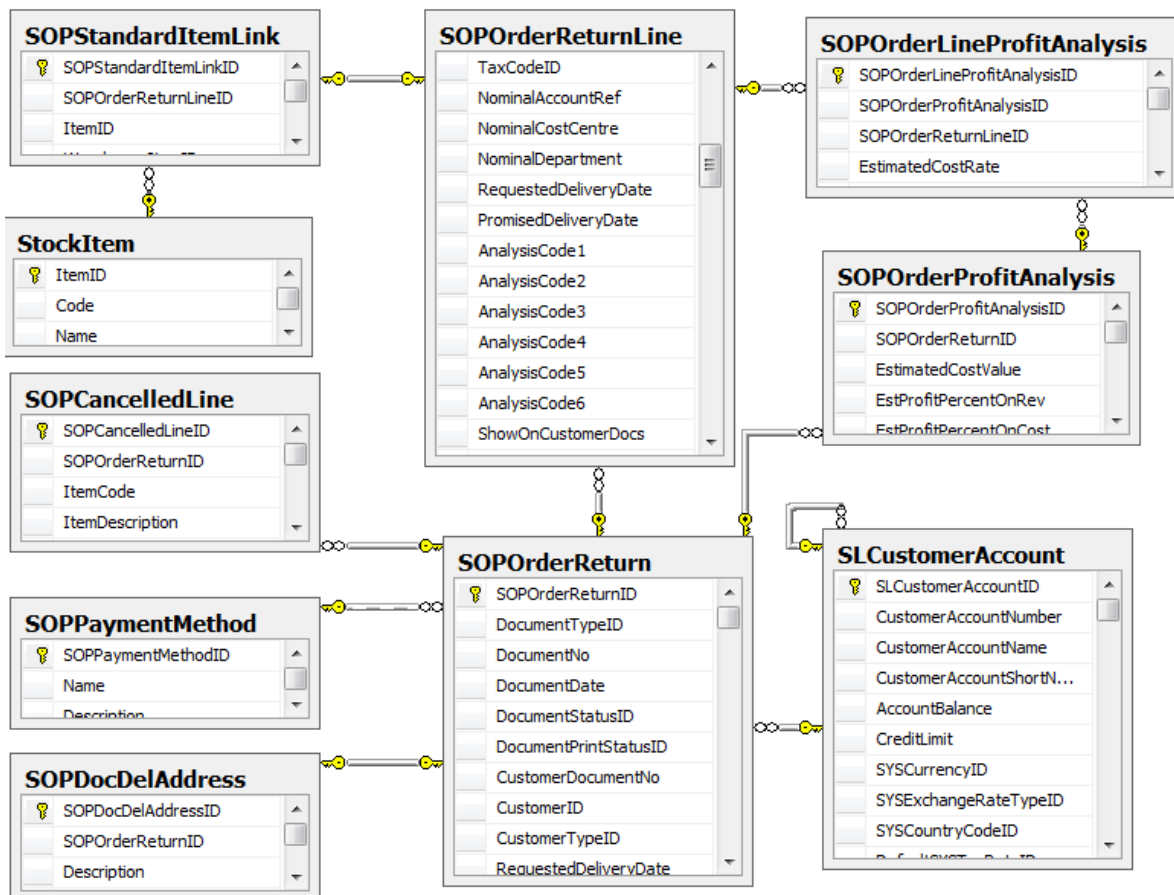 SOPStandardItemLink
SOPStandardItemLinkID
SOPOrderReturnLineID
ItemID
StockItem
ItemID
Code
Name
SOPCancelledLine
SOPCancelledLineID
SOPOrderReturnID
ItemCode
ItemDescription
SOPPaymentMethod
SOPPaymentMethodID
Name
Description
SOPDocDelAddress
SOPDocDelAddressID
SOPOrderReturnID
Description
SOPOrderReturnLine
TaxCodeID
NominalAccountRef
NominalCostCentre
NominalDepartment
RequestedDeliveryDate
PromisedDeliveryDate
AnalysisCode1
AnalysisCode2
AnalysisCode3
AnalysisCode4
AnalysisCode5
AnalysisCode6
ShowOnCustomerDocs
SOPOrderReturn
SOPOrderReturnID
DocumentTypeID
DocumentNo
DocumentDate
DocumentStatusID
DocumentPrintStatusID
CustomerDocumentNo
CustomerID
CustomerTypeID
RequestedDeliveryDate
SOPOrderLineProfitAnalysis
SOPOrderLineProfitAnalysisID
SOPOrderProfitAnalysisID
SOPOrderReturnLineID
EstimatedCostRate
SOPOrderProfitAnalysis
SOPOrderProfitAnalysisID
SOPOrderReturnID
EstimatedCostValue
EstProfitPercentOnRev
EstProfitPercentOnCost
SLCustomerAccount
SLCustomerAccountID
CustomerAccountNumber
CustomerAccountName
CustomerAccountShortN...
AccountBalance
CreditLimit
SYSCurrencyID
SYSExchangeRateTypeID
SYSCountryCodeID